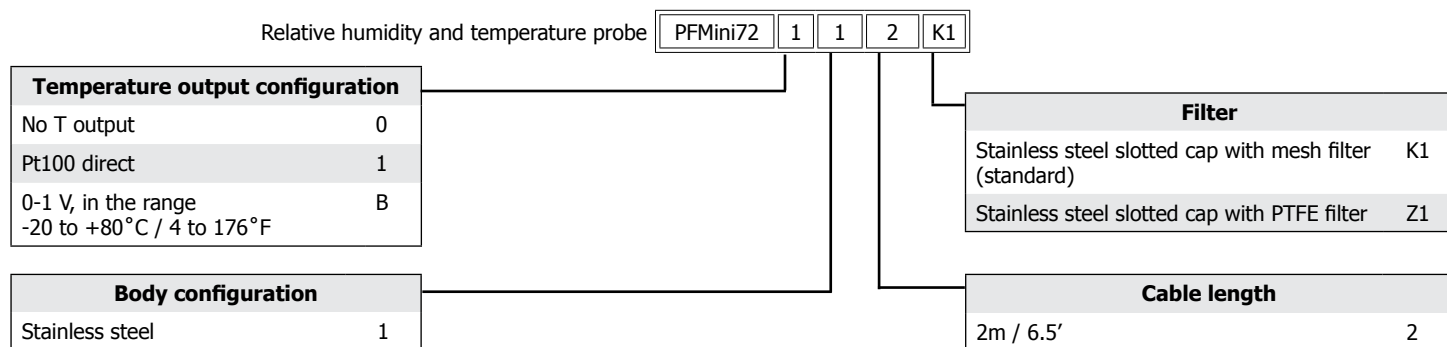 Relative humidity and temperature probe PFMini72 1 1 2 K1
Temperature output configuration
No T output 0
Pt100 direct 1
0-1 V, in the range B
-20 to +80˚C / 4 to 176˚F
Body configuration
Stainless steel 1
Filter
Stainless steel slotted cap with mesh filter K1
(standard)
Stainless steel slotted cap with PTFE filter Z1
Cable length
2m / 6.5′ 2